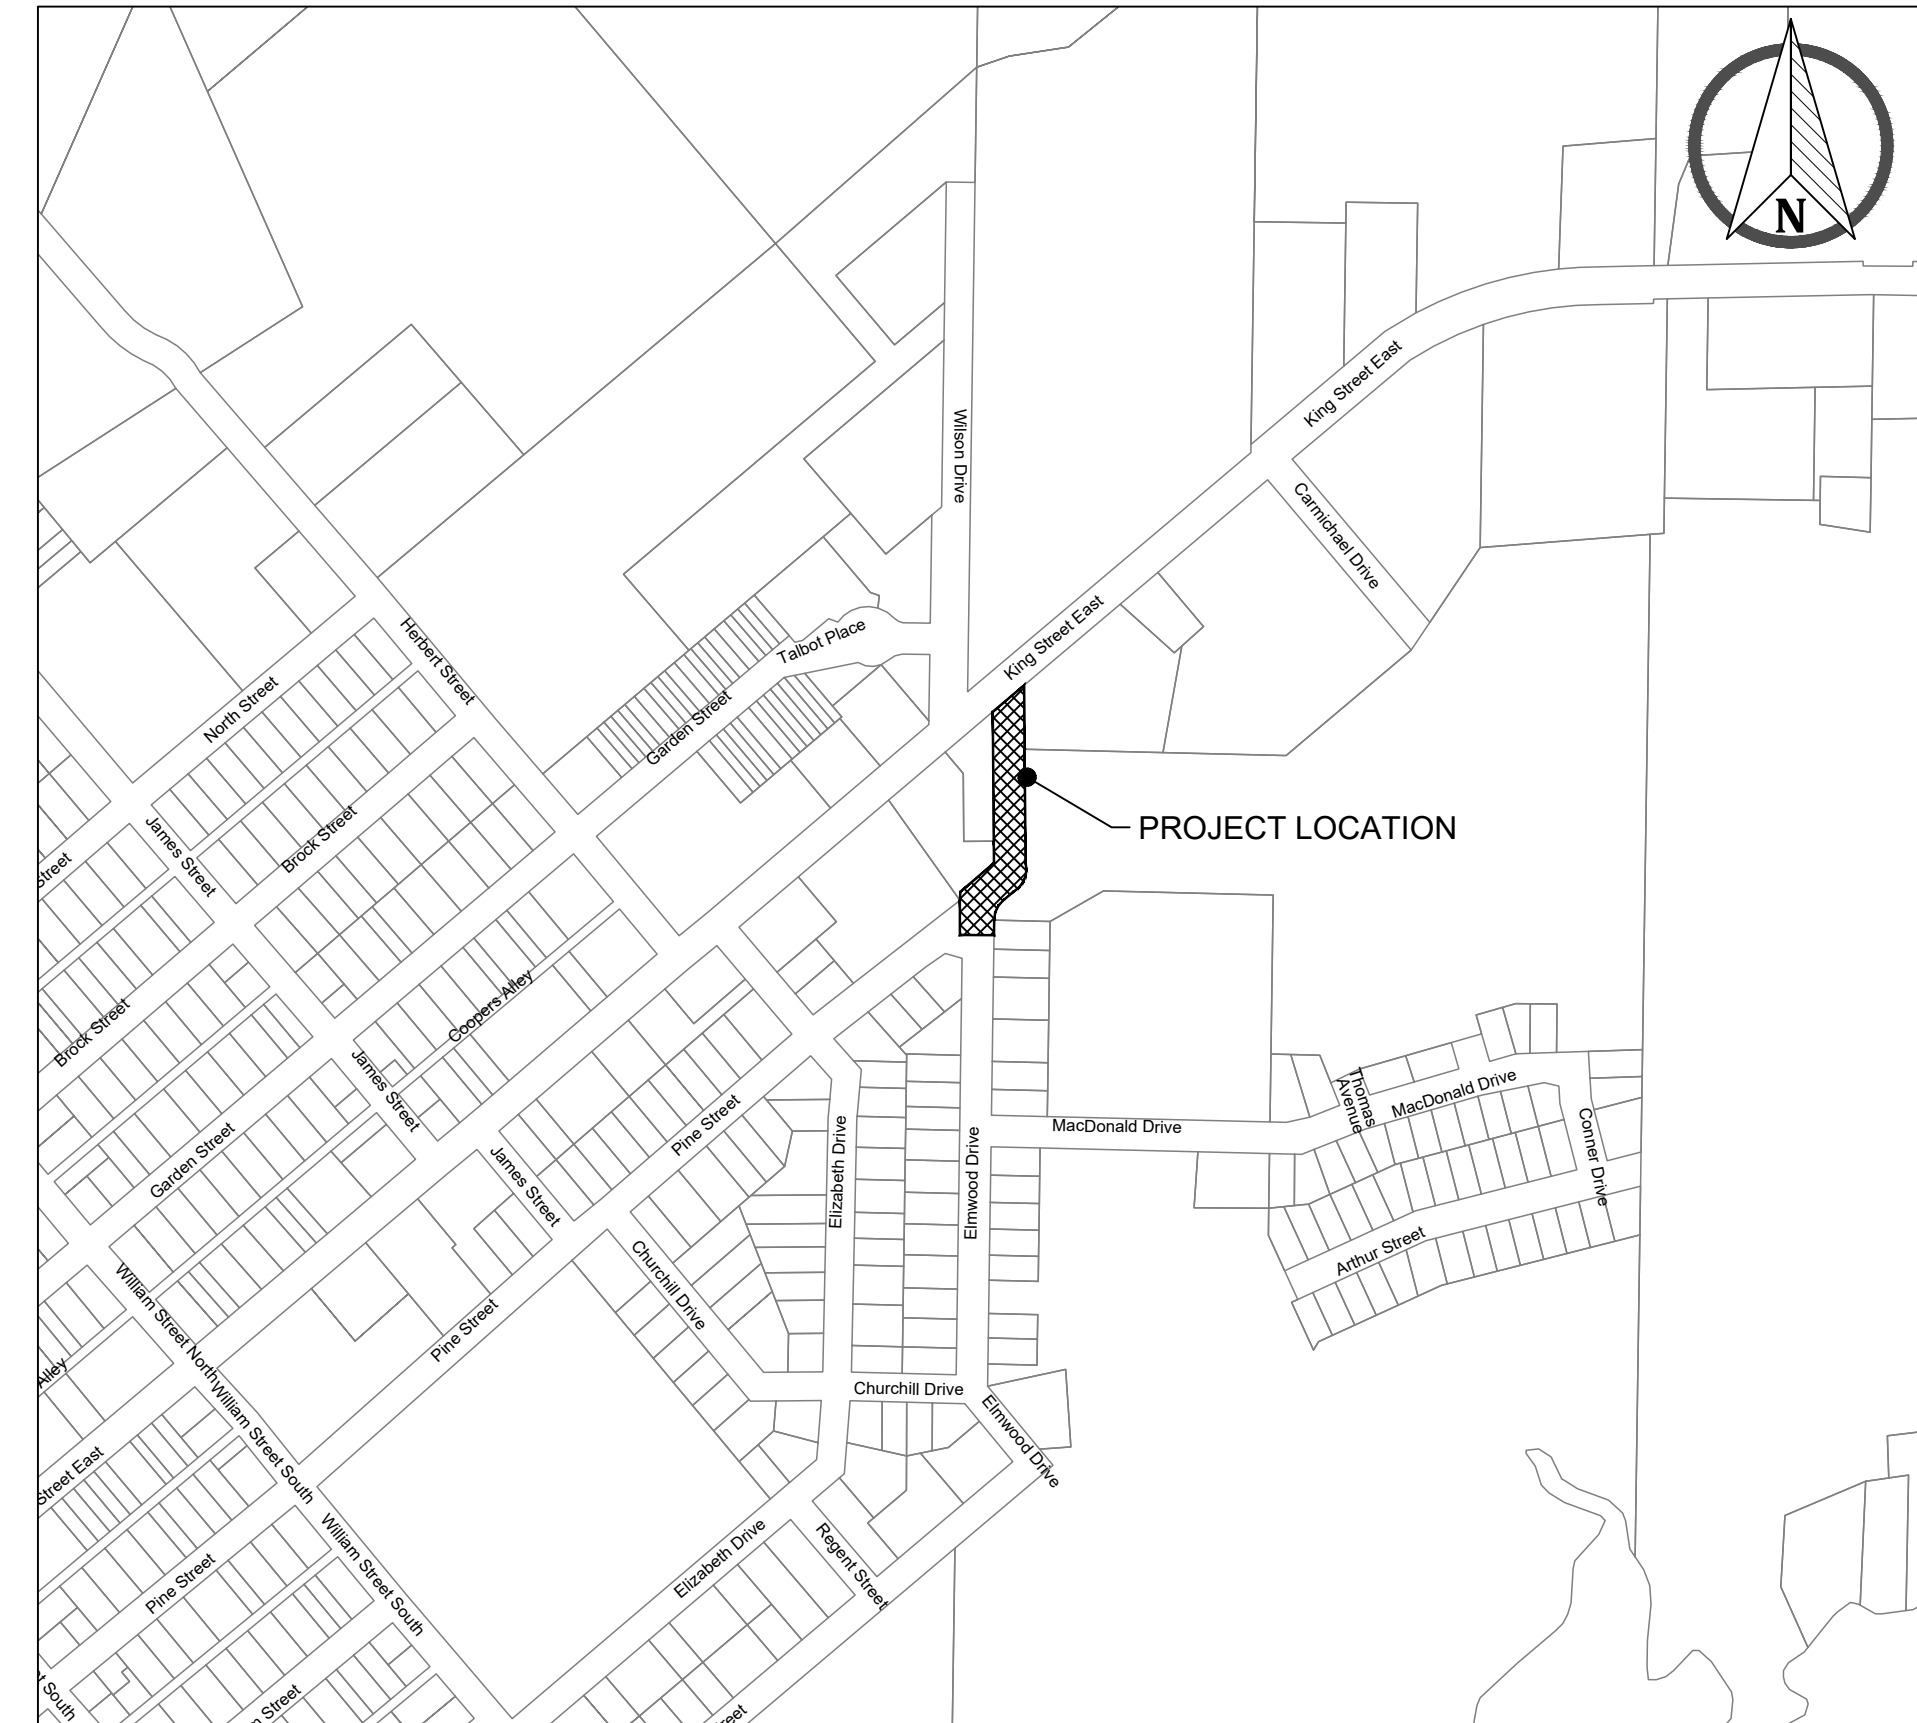 N
King Street East
Wilson Drive
Carmichael Drive
King Street East
Talbot Place
Herbert Street
North Street
Garden Street
PROJECT LOCATION
James Street
Brock Street
Street
Coopers Alley
Brock Street
James Street
Thomas
Avenue
MacDonald Drive
MacDonald Drive
Pine Street
Elizabeth Drive
Elmwood Drive
Conner Drive
Garden Street
James Street
Arthur Street
Churchill Drive
William Street North
Pine Street
Alley
Churchill Drive
Elmwood Drive
William Street South
Street East
William Street South
Elizabeth Drive
Regent Street
Pine Street
South
Street